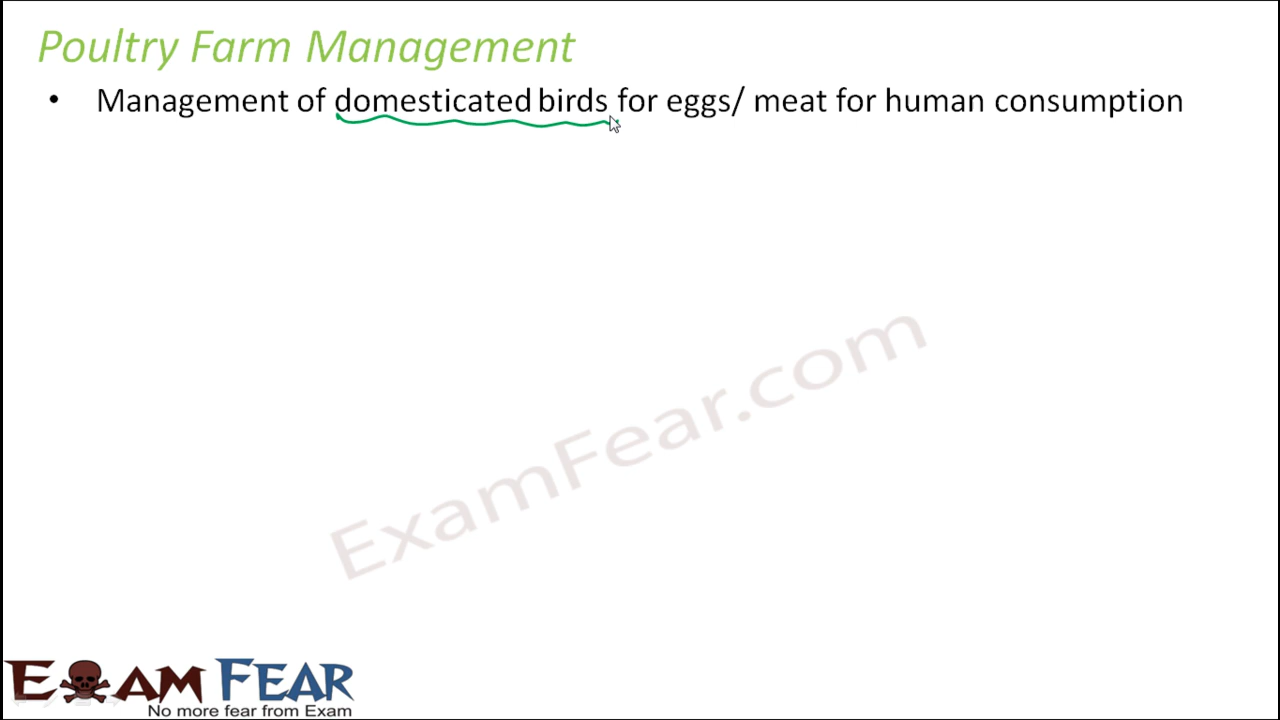 Poultry Farm Management
• Management of domesticated birds for eggs/ meat for human consumption
ExamFear.com
EXAM FEAR
No more fear from Exam